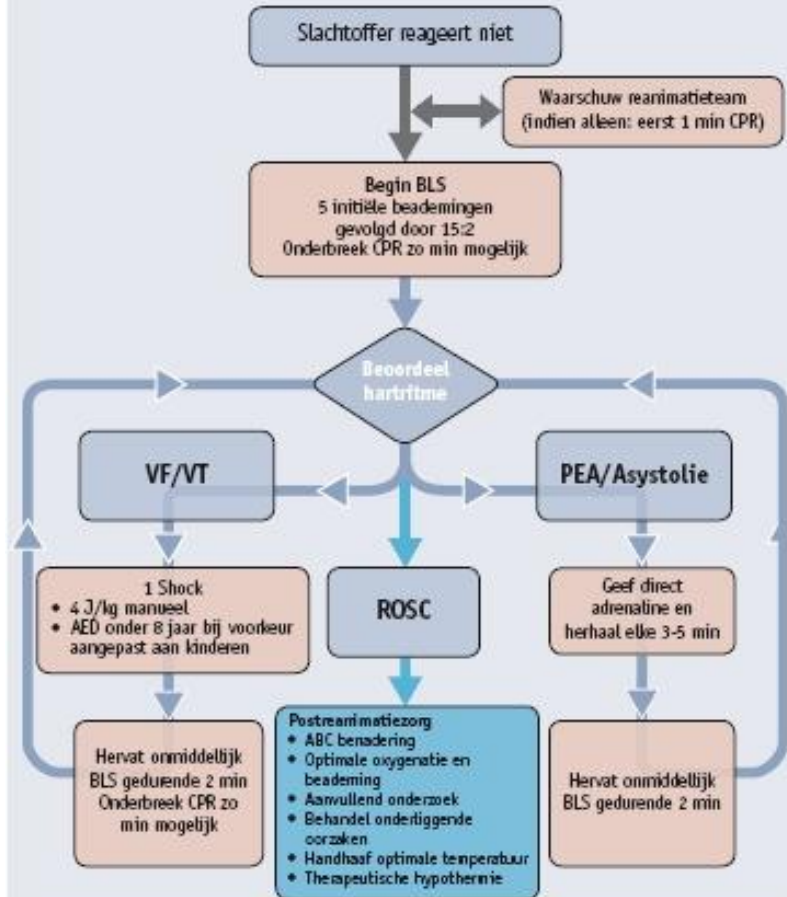 Slachtoffer reageert niet
Waarschuw reanimatieteam
(indien alleen: eerst 1 min CPR)
Begin BLS
5 initiële beademingen
gevolgd door 15:2
Onderbreek CPR zo min mogelijk
Beoordeel
hartritme
VF/VT
PEA/Asystolie
1 Shock
• 4 J/kg manueel
• AED onder 8 jaar bij voorkeur
aangepast aan kinderen
ROSC
Geef direct
adrenaline en
herhaal elke 3-5 min
Hervat onmiddellijk
BLS gedurende 2 min
Onderbreek CPR zo
min mogelijk
Postreanimatiezorg
• ABC benadering
• Optimale oxygenatie en
beademing
• Aanvullend onderzoek
• Behandel onderliggende
oorzaken
• Handhaaf optimale temperatuur
• Therapeutische hypothermie
Hervat onmiddellijk
BLS gedurende 2 min